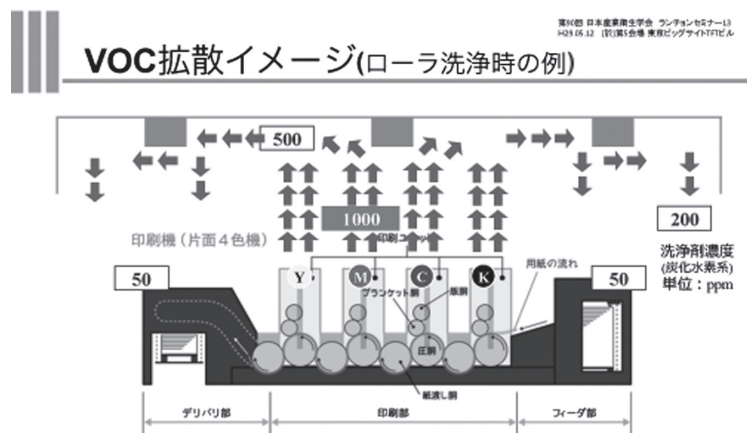 第90回 日本産業衛生学会 ランチョンセミナー13
H29.05.12 (於)第5会場 東京ビッグサイトTFTビル
VOC拡散イメージ(ローラ洗浄時の例)
500
1000
200
印刷機(片面4色機)
洗浄剤濃度
(炭化水素系)
単位:ppm
50
50
用紙の流れ
Y
M
C
K
ブランケット胴
版胴
圧胴
紙渡し胴
デリバリ部
印刷部
フィーダ部